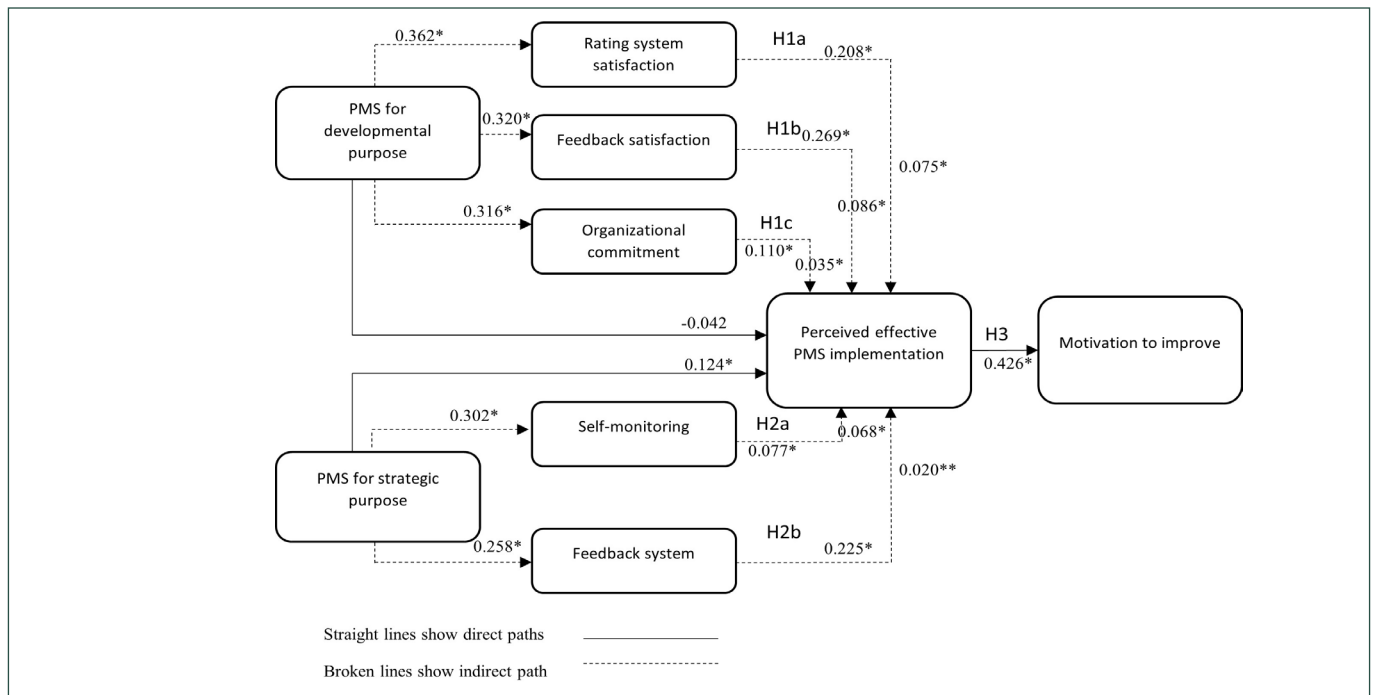 0.362*
Rating system
satisfaction
H1a
0.208*
PMS for
developmental
purpose
0.320*
Feedback satisfaction
H1b
0.269*
0.075*
0.086*
0.316*
Organizational
commitment
H1c
0.110*
0.035*
-0.042
Perceived effective
PMS implementation
H3
0.426*
Motivation to improve
0.124*
0.302*
Self-monitoring
H2a
0.077*
0.068*
PMS for strategic
purpose
0.020**
0.258*
Feedback system
H2b
0.225*
Straight lines show direct paths
Broken lines show indirect path